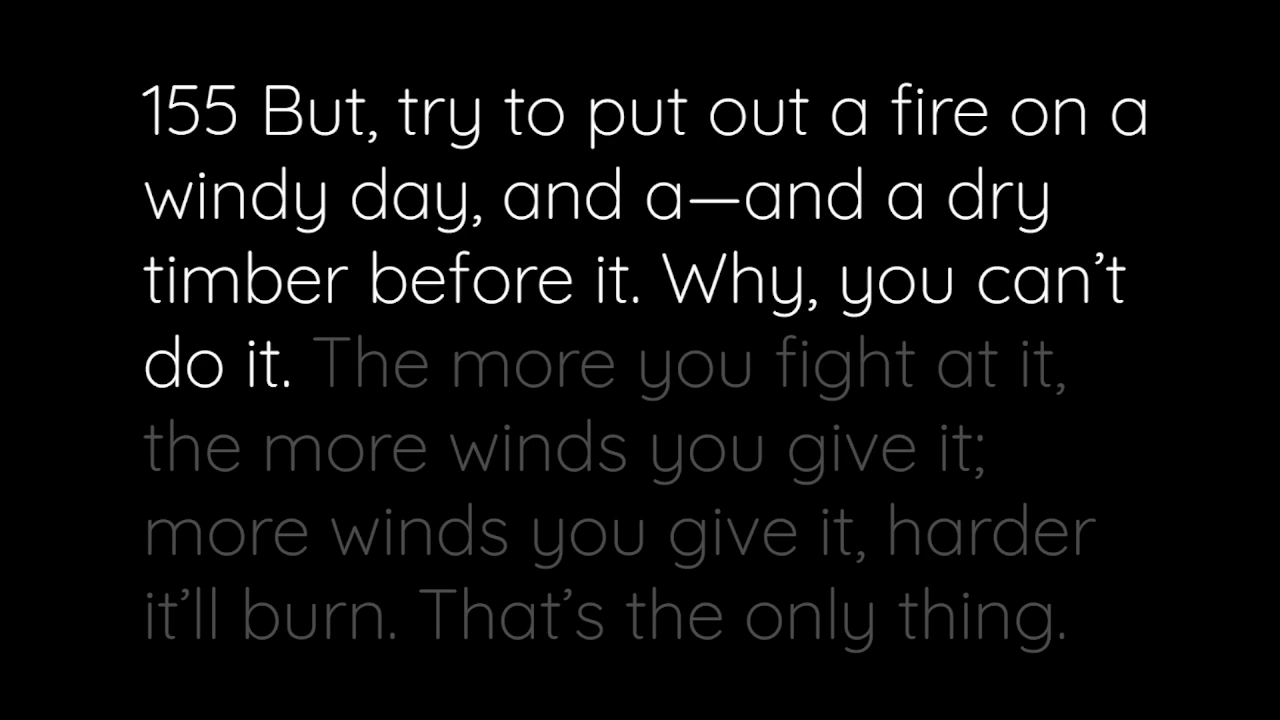 155 But, try to put out a fire on a
windy day, and a—and a dry
timber before it. Why, you can’t
do it. The more you fight at it,
the more winds you give it;
more winds you give it, harder
it’ll burn. That’s the only thing.